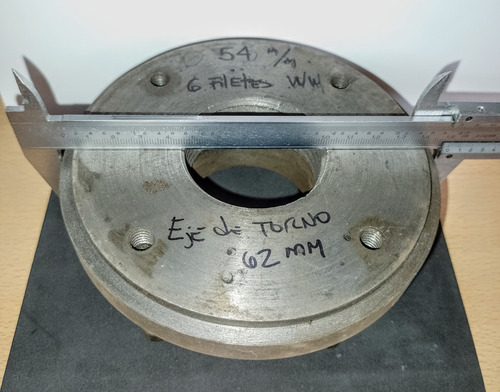 54 m/m
6 FiLETES WW
Eje de TORNO
62 MM